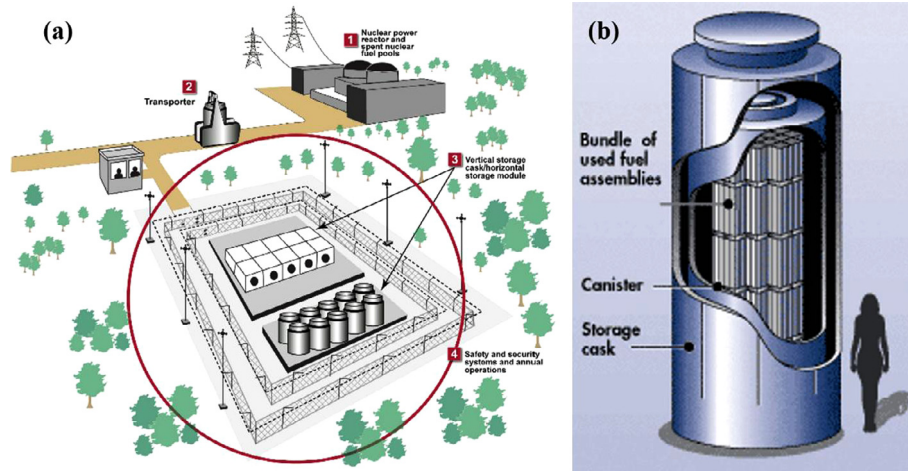 (a)
1
Nuclear power
reactor and
spent nuclear
fuel pools
2
Transporter
3
Vertical storage
cask/horizontal
storage module
4
Safety and security
systems and annual
operations
(b)
Bundle of
used fuel
assemblies
Canister
Storage
cask